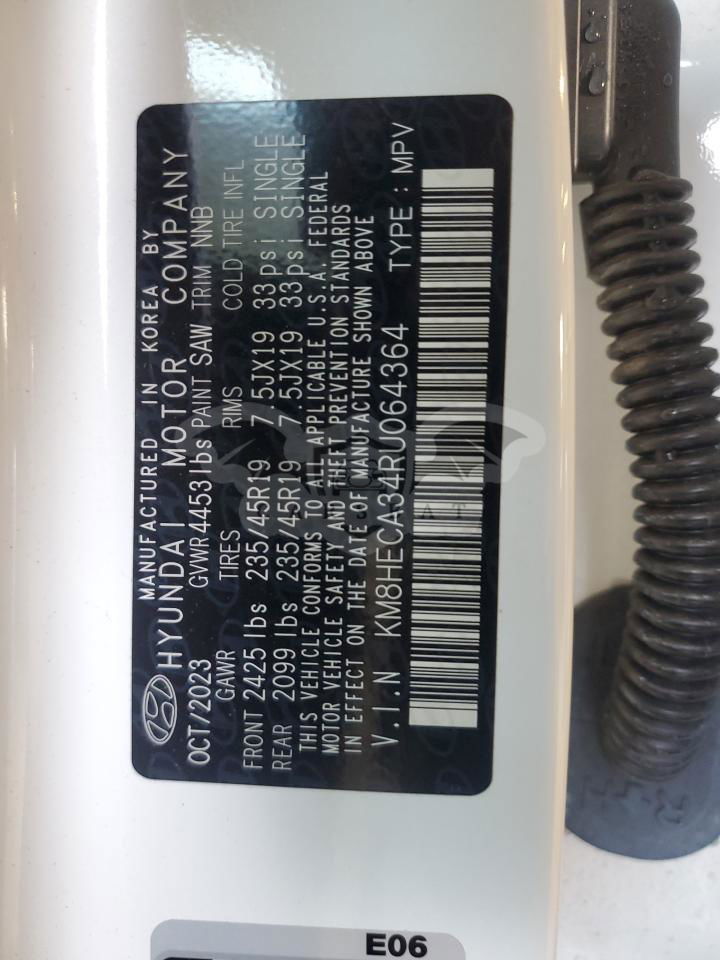 MANUFACTURED IN KOREA BY
HYUNDAI MOTOR COMPANY
OCT/2023 GVWR 4453 lbs PAINT SAW TRIM NNB
GAWR TIRES RIMS COLD TIRE INFL
FRONT 2425 lbs 235/45R19 7.5JX19 33psi SINGLE
REAR 2099 lbs 235/45R19 7.5JX19 33psi SINGLE
THIS VEHICLE CONFORMS TO ALL APPLICABLE U.S.A. FEDERAL
MOTOR VEHICLE SAFETY AND THEFT PREVENTION STANDARDS
IN EFFECT ON THE DATE OF MANUFACTURE SHOWN ABOVE
V.I.N KM8HECA34RU064364 TYPE : MPV
E06